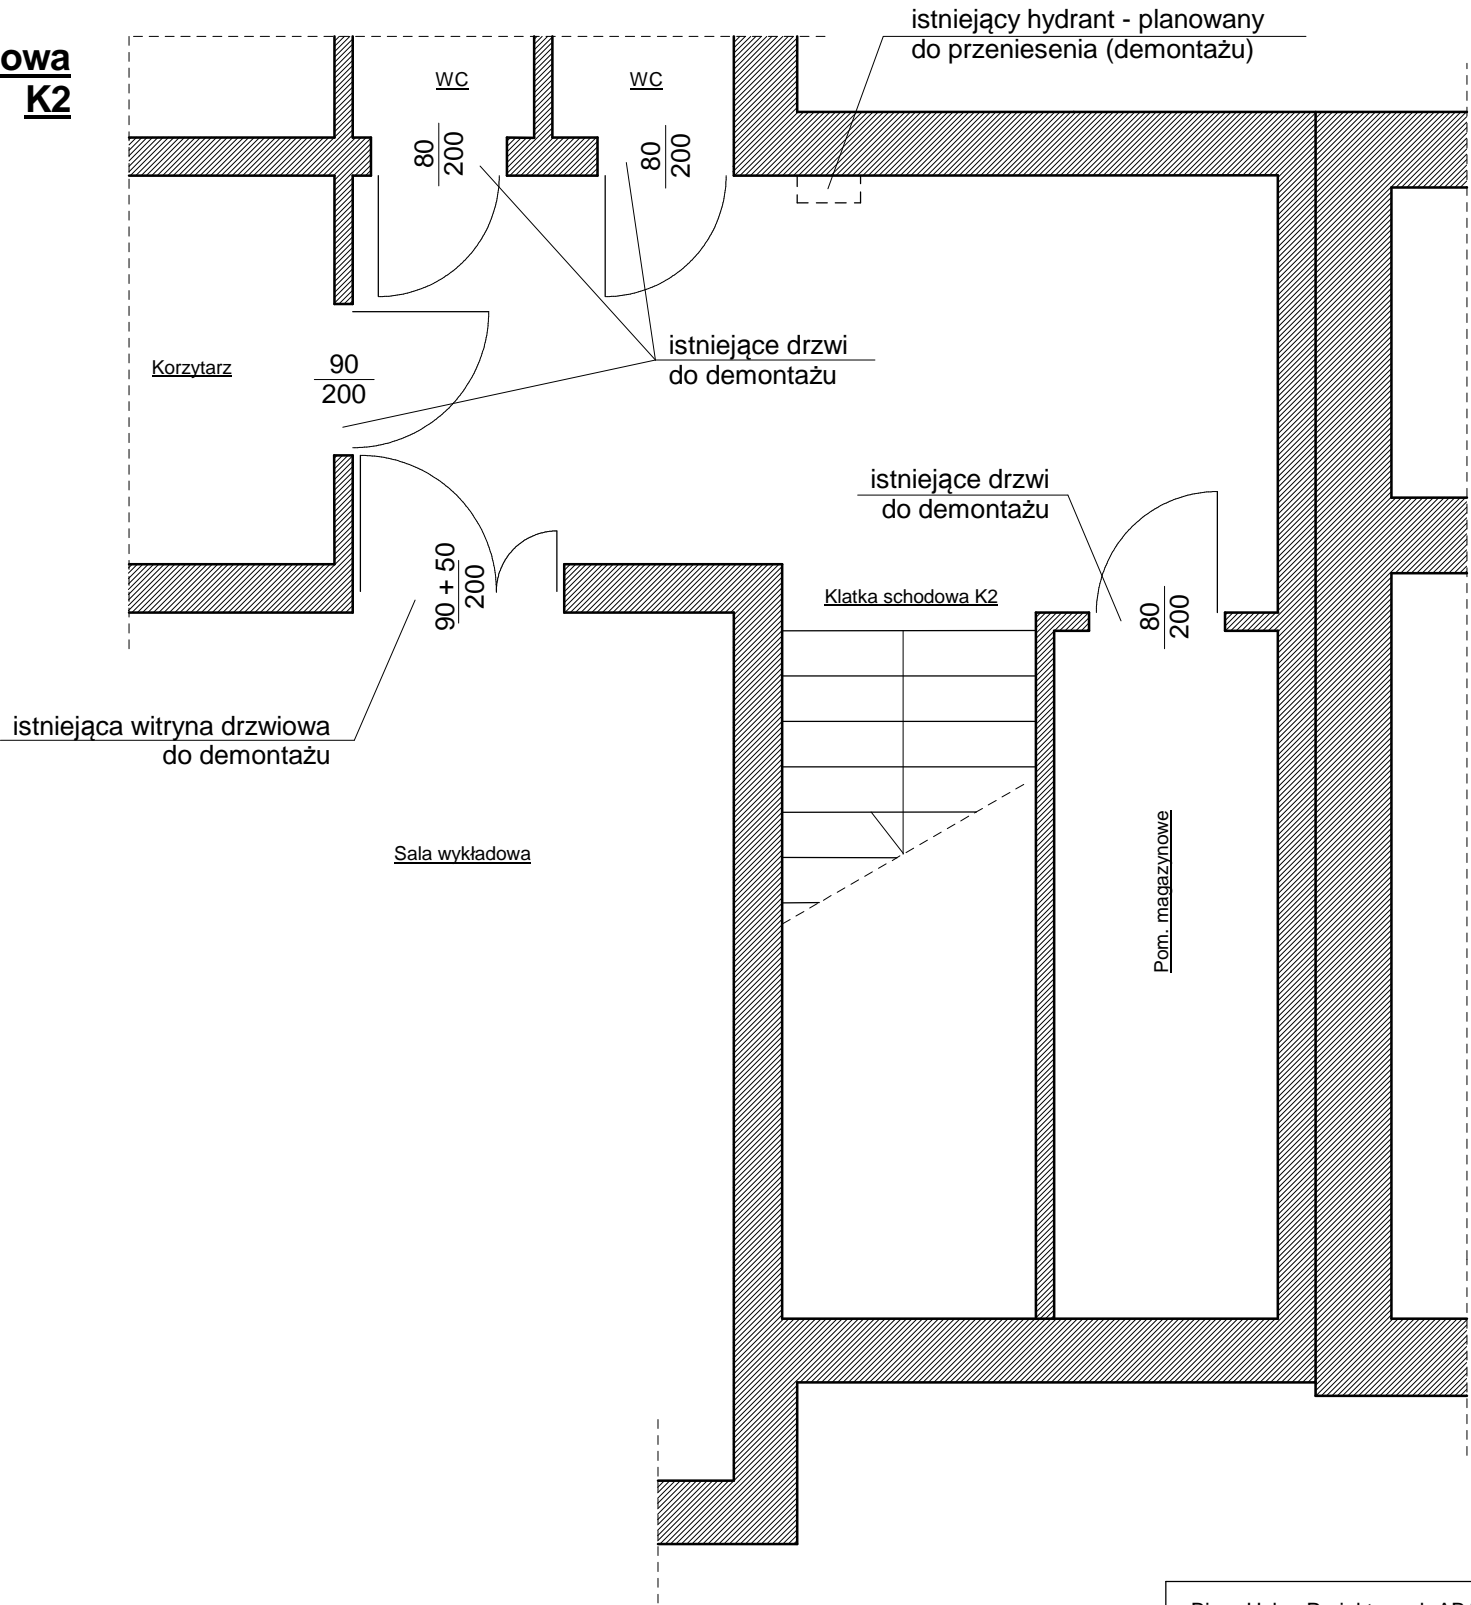 owa
K2
istniejący hydrant - planowany
do przeniesenia (demontażu)
WC
WC
80
200
80
200
istniejące drzwi
do demontażu
Korzytarz
90
200
istniejące drzwi
do demontażu
90 + 50
200
Klatka schodowa K2
80
200
istniejąca witryna drzwiowa
do demontażu
Sala wykładowa
Pom. magazynowe